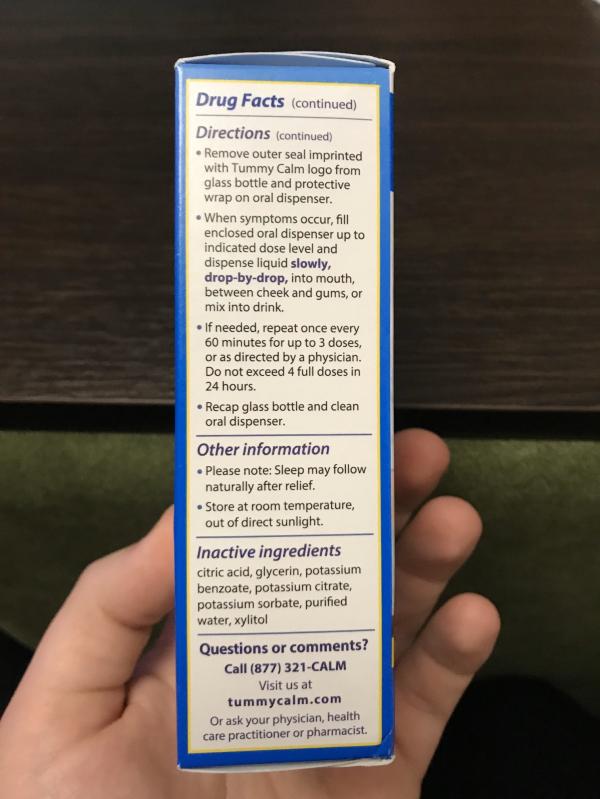 Drug Facts (continued)
Directions (continued)
• Remove outer seal imprinted
with Tummy Calm logo from
glass bottle and protective
wrap on oral dispenser.
• When symptoms occur, fill
enclosed oral dispenser up to
indicated dose level and
dispense liquid slowly,
drop-by-drop, into mouth,
between cheek and gums, or
mix into drink.
• If needed, repeat once every
60 minutes for up to 3 doses,
or as directed by a physician.
Do not exceed 4 full doses in
24 hours.
• Recap glass bottle and clean
oral dispenser.
Other information
• Please note: Sleep may follow
naturally after relief.
• Store at room temperature,
out of direct sunlight.
Inactive ingredients
citric acid, glycerin, potassium
benzoate, potassium citrate,
potassium sorbate, purified
water, xylitol
Questions or comments?
Call (877) 321-CALM
Visit us at
tummycalm.com
Or ask your physician, health
care practitioner or pharmacist.